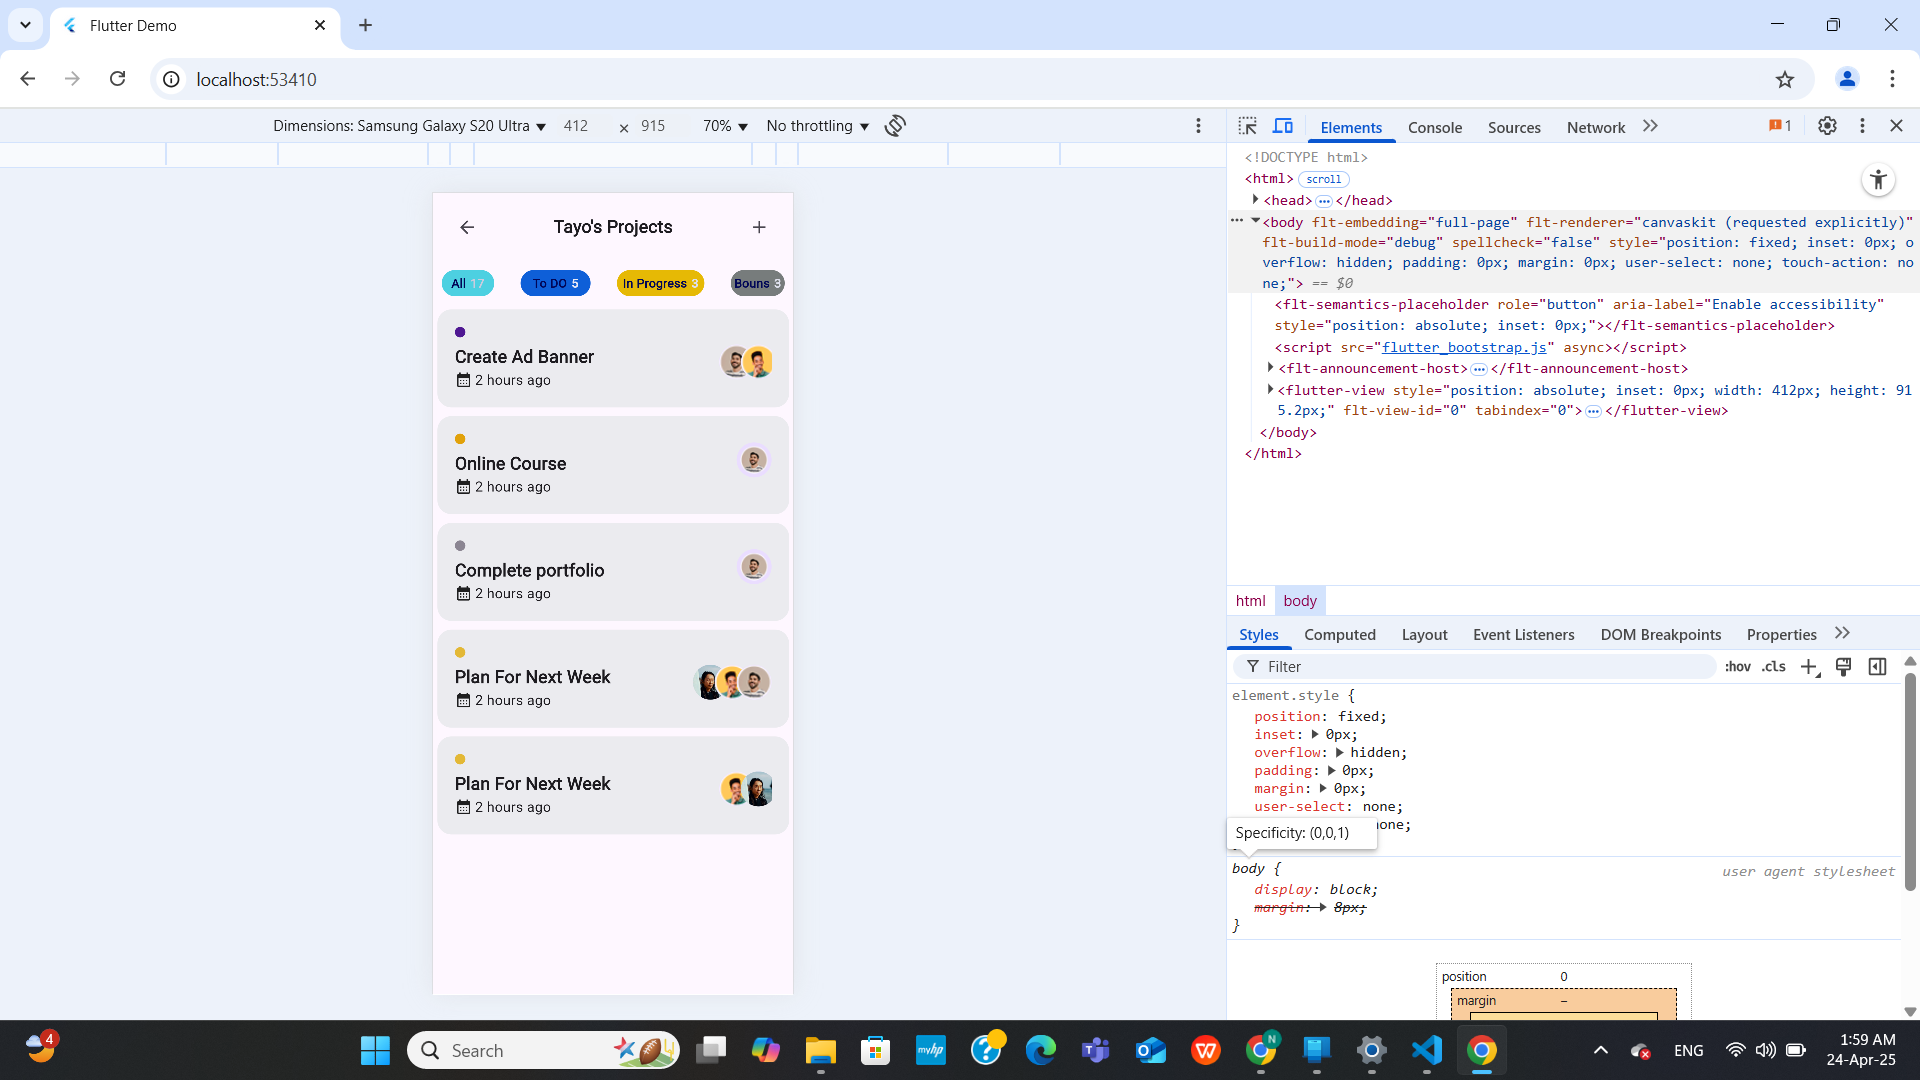 Flutter Demo
localhost:53410
Dimensions: Samsung Galaxy S20 Ultra 412 × 915 70% No throttling
Elements Console Sources Network 1
Tayo's Projects
All 17 To DO 5 In Progress 3 Bouns 3
Create Ad Banner
2 hours ago
Online Course
2 hours ago
Complete portfolio
2 hours ago
Plan For Next Week
2 hours ago
Plan For Next Week
2 hours ago
<!DOCTYPE html>
<html> scroll
<head> ··· </head>
··· <body flt-embedding="full-page" flt-renderer="canvaskit (requested explicitly)"
flt-build-mode="debug" spellcheck="false" style="position: fixed; inset: 0px; o
verflow: hidden; padding: 0px; margin: 0px; user-select: none; touch-action: no
ne;"> == $0
<flt-semantics-placeholder role="button" aria-label="Enable accessibility"
style="position: absolute; inset: 0px;"></flt-semantics-placeholder>
<script src="flutter_bootstrap.js" async></script>
<flt-announcement-host> ··· </flt-announcement-host>
<flutter-view style="position: absolute; inset: 0px; width: 412px; height: 91
5.2px;" flt-view-id="0" tabindex="0"> ··· </flutter-view>
</body>
</html>
html body
Styles Computed Layout Event Listeners DOM Breakpoints Properties
Filter :hov .cls
element.style {
position: fixed;
inset: 0px;
overflow: hidden;
padding: 0px;
margin: 0px;
user-select: none;
none;
Specificity: (0,0,1)
body { user agent stylesheet
display: block;
margin: 8px;
}
position 0
margin –
4
Search
myhp
N
ENG
1:59 AM
24-Apr-25